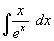 ∫ x/e^x dx